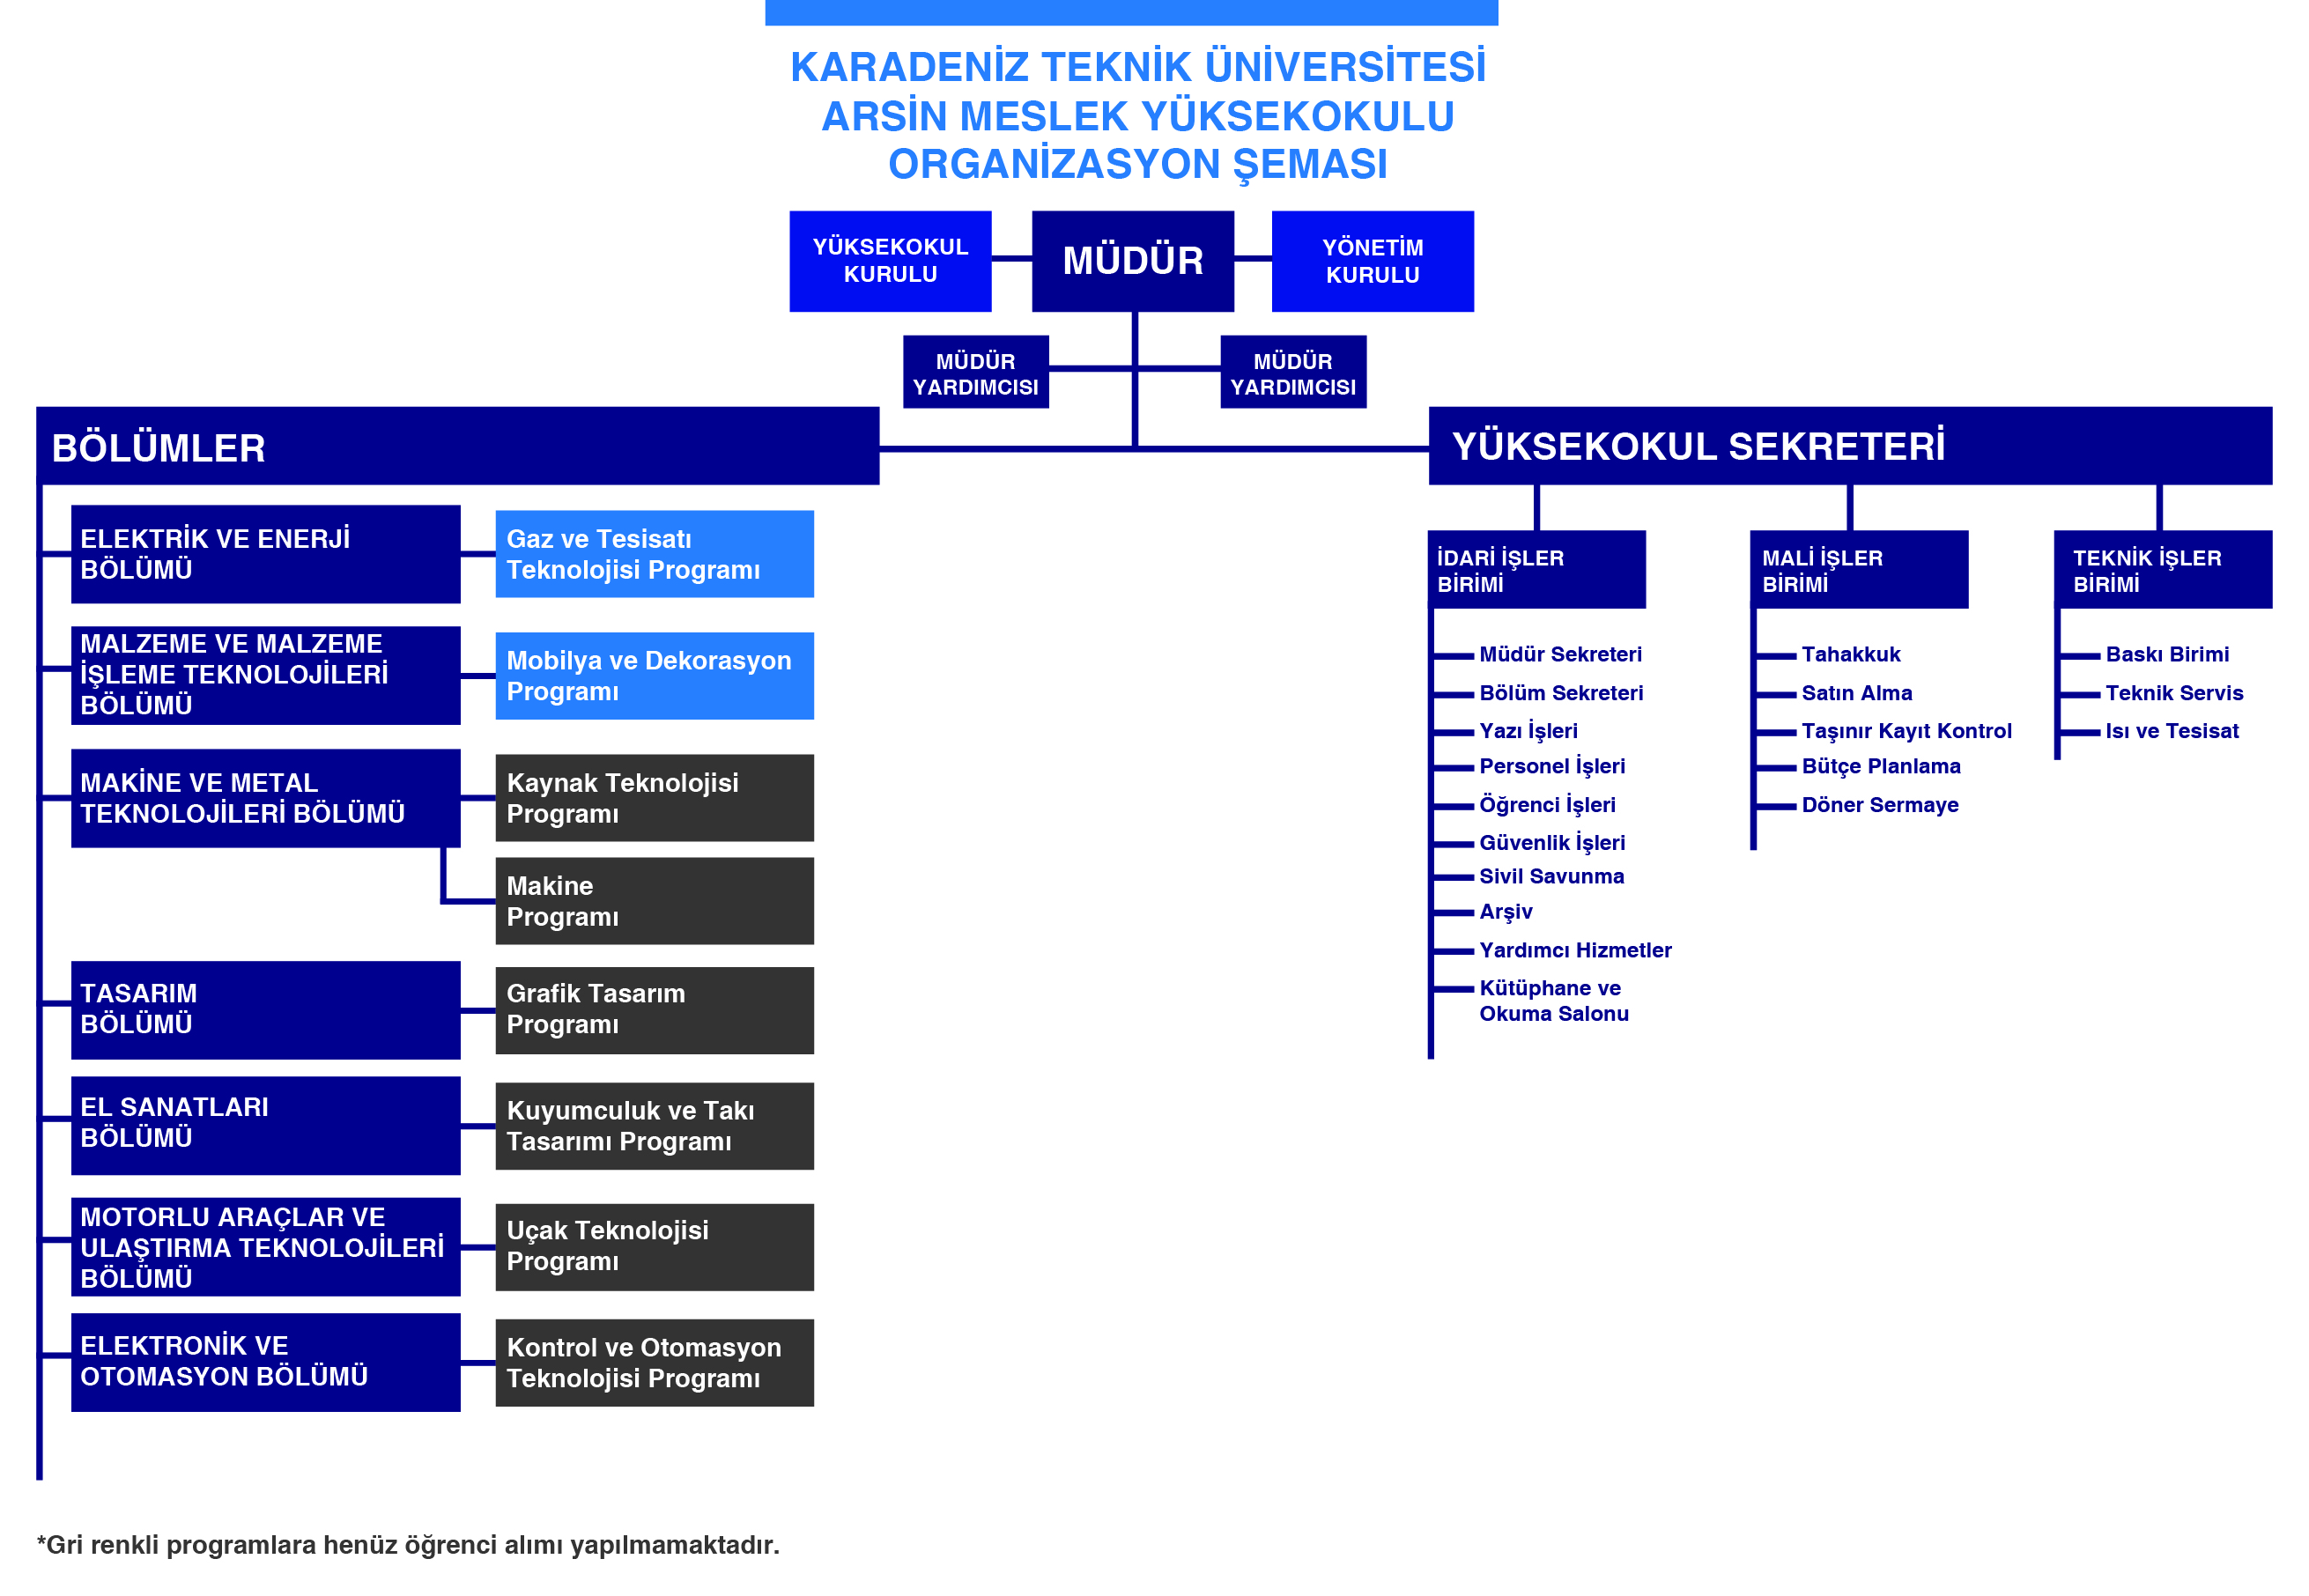 KARADENİZ TEKNİK ÜNİVERSİTESİ
ARSİN MESLEK YÜKSEKOKULU
ORGANİZASYON ŞEMASI
YÜKSEKOKUL
KURULU
MÜDÜR
YÖNETİM
KURULU
MÜDÜR
YARDIMCISI
MÜDÜR
YARDIMCISI
BÖLÜMLER
ELEKTRİK VE ENERJİ
BÖLÜMÜ
Gaz ve Tesisatı
Teknolojisi Programı
MALZEME VE MALZEME
İŞLEME TEKNOLOJİLERİ
BÖLÜMÜ
Mobilya ve Dekorasyon
Programı
MAKİNE VE METAL
TEKNOLOJİLERİ BÖLÜMÜ
Kaynak Teknolojisi
Programı
Makine
Programı
TASARIM
BÖLÜMÜ
Grafik Tasarım
Programı
EL SANATLARI
BÖLÜMÜ
Kuyumculuk ve Takı
Tasarımı Programı
MOTORLU ARAÇLAR VE
ULAŞTIRMA TEKNOLOJİLERİ
BÖLÜMÜ
Uçak Teknolojisi
Programı
ELEKTRONİK VE
OTOMASYON BÖLÜMÜ
Kontrol ve Otomasyon
Teknolojisi Programı
YÜKSEKOKUL SEKRETERİ
İDARİ İŞLER
BİRİMİ
Müdür Sekreteri
Bölüm Sekreteri
Yazı İşleri
Personel İşleri
Öğrenci İşleri
Güvenlik İşleri
Sivil Savunma
Arşiv
Yardımcı Hizmetler
Kütüphane ve
Okuma Salonu
MALİ İŞLER
BİRİMİ
Tahakkuk
Satın Alma
Taşınır Kayıt Kontrol
Bütçe Planlama
Döner Sermaye
TEKNİK İŞLER
BİRİMİ
Baskı Birimi
Teknik Servis
Isı ve Tesisat
*Gri renkli programlara henüz öğrenci alımı yapılmamaktadır.